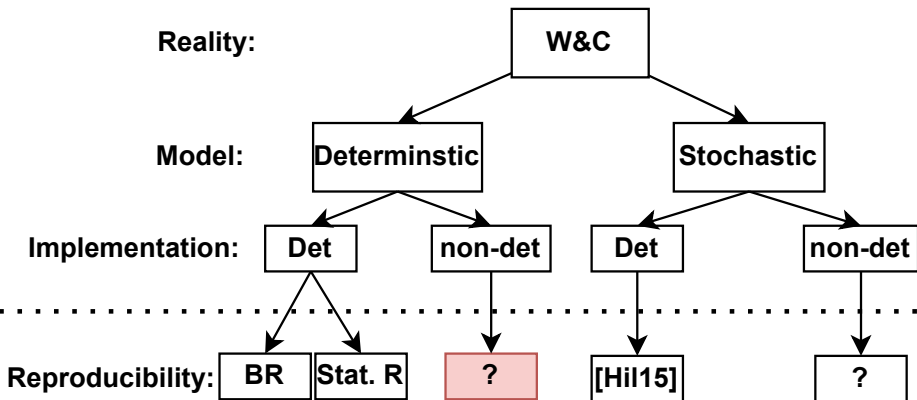 Reality: W&C
Model: Determinstic Stochastic
Implementation: Det non-det Det non-det
Reproducibility: BR Stat. R ? [Hil15] ?